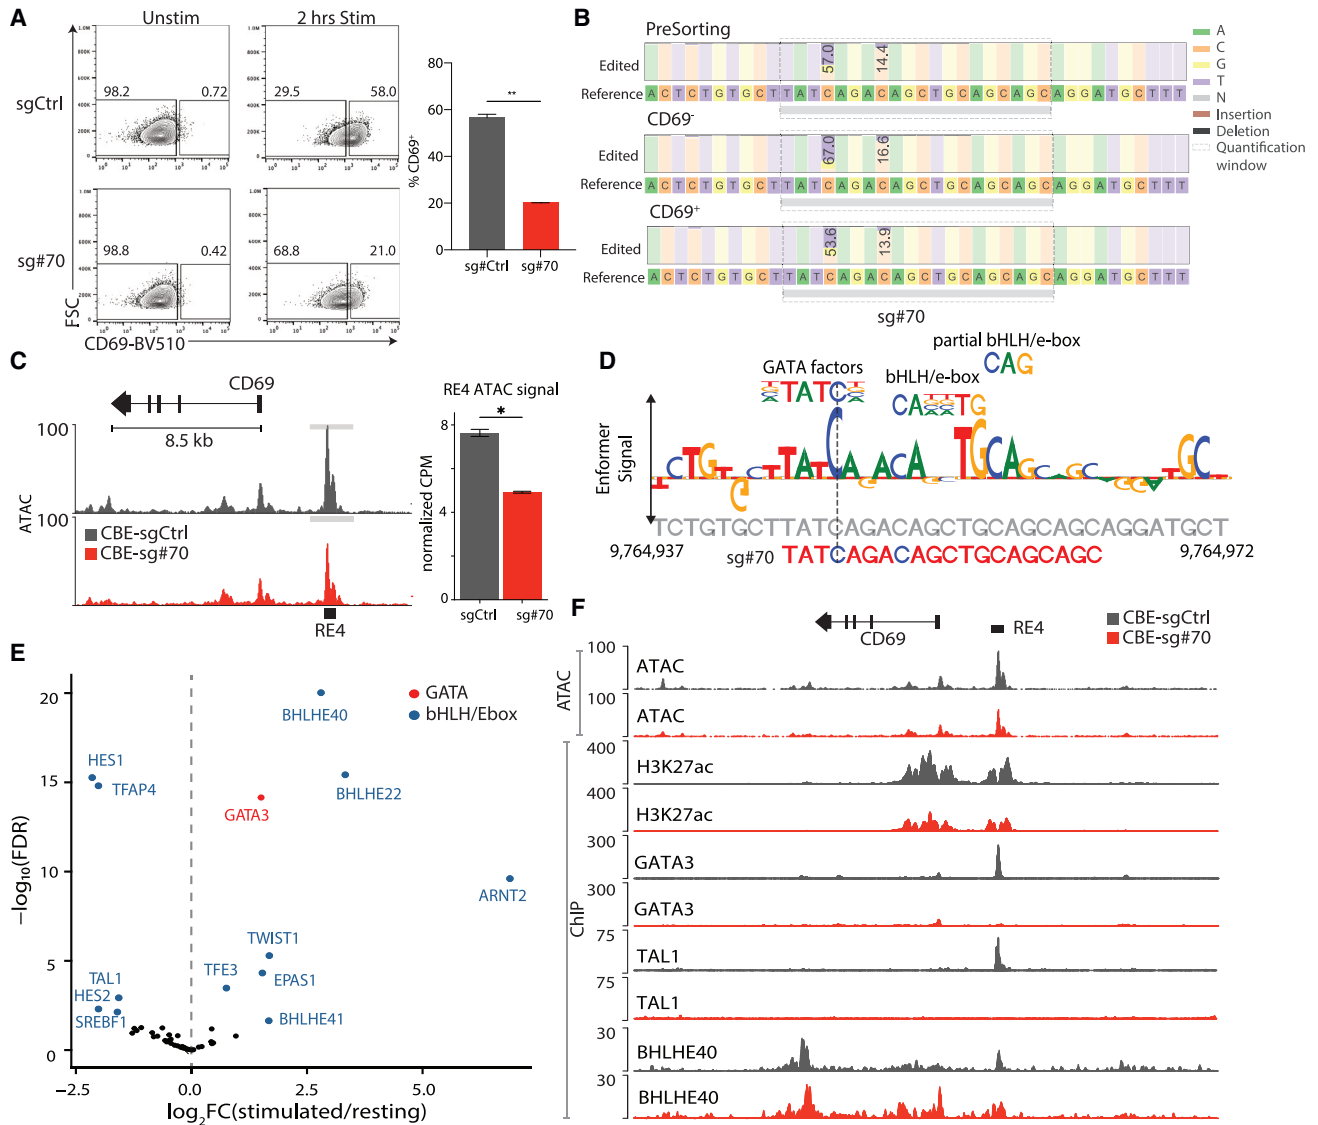 A
Unstim
2 hrs Stim
FSC
sgCtrl
98.2
0.72
29.5
58.0
sg#70
98.8
0.42
68.8
21.0
1.0M
800K
600K
400K
200K
0
CD69-BV510
% CD69+
80
60
40
20
0
**
sg#Ctrl
sg#70
B
PreSorting
Edited
57.0
14.4
Reference
A C T C T G T G C T T A T C A G A C A G C T G C A G C A G C A G G A T G C T T T
CD69-
Edited
67.0
16.6
Reference
A C T C T G T G C T T A T C A G A C A G C T G C A G C A G C A G G A T G C T T T
CD69+
Edited
53.6
13.9
Reference
A C T C T G T G C T T A T C A G A C A G C T G C A G C A G C A G G A T G C T T T
sg#70
A
C
G
T
N
Insertion
Deletion
Quantification
window
C
CD69
8.5 kb
100
100
ATAC
CBE-sgCtrl
CBE-sg#70
RE4
RE4 ATAC signal
normalized CPM
8
4
0
*
sgCtrl
sg#70
D
partial bHLH/e-box
CAG
GATA factors
TATC
bHLH/e-box
CA TG
Enformer
Signal
TCTGTGCTTATCAGACAGCTGCAGCAGCAGGATGCT
9,764,937
sg#70
TATCAGACAGCTGCAGCAGC
9,764,972
E
−log10(FDR)
20
15
10
5
0
GATA
bHLH/Ebox
BHLHE40
HES1
TFAP4
BHLHE22
GATA3
ARNT2
TWIST1
TFE3
EPAS1
TAL1
HES2
SREBF1
BHLHE41
−2.5
0.0
2.5
5.0
log2FC(stimulated/resting)
F
CD69
RE4
CBE-sgCtrl
CBE-sg#70
ATAC
ChIP
100
ATAC
100
ATAC
400
H3K27ac
400
H3K27ac
300
GATA3
300
GATA3
75
TAL1
75
TAL1
30
BHLHE40
30
BHLHE40